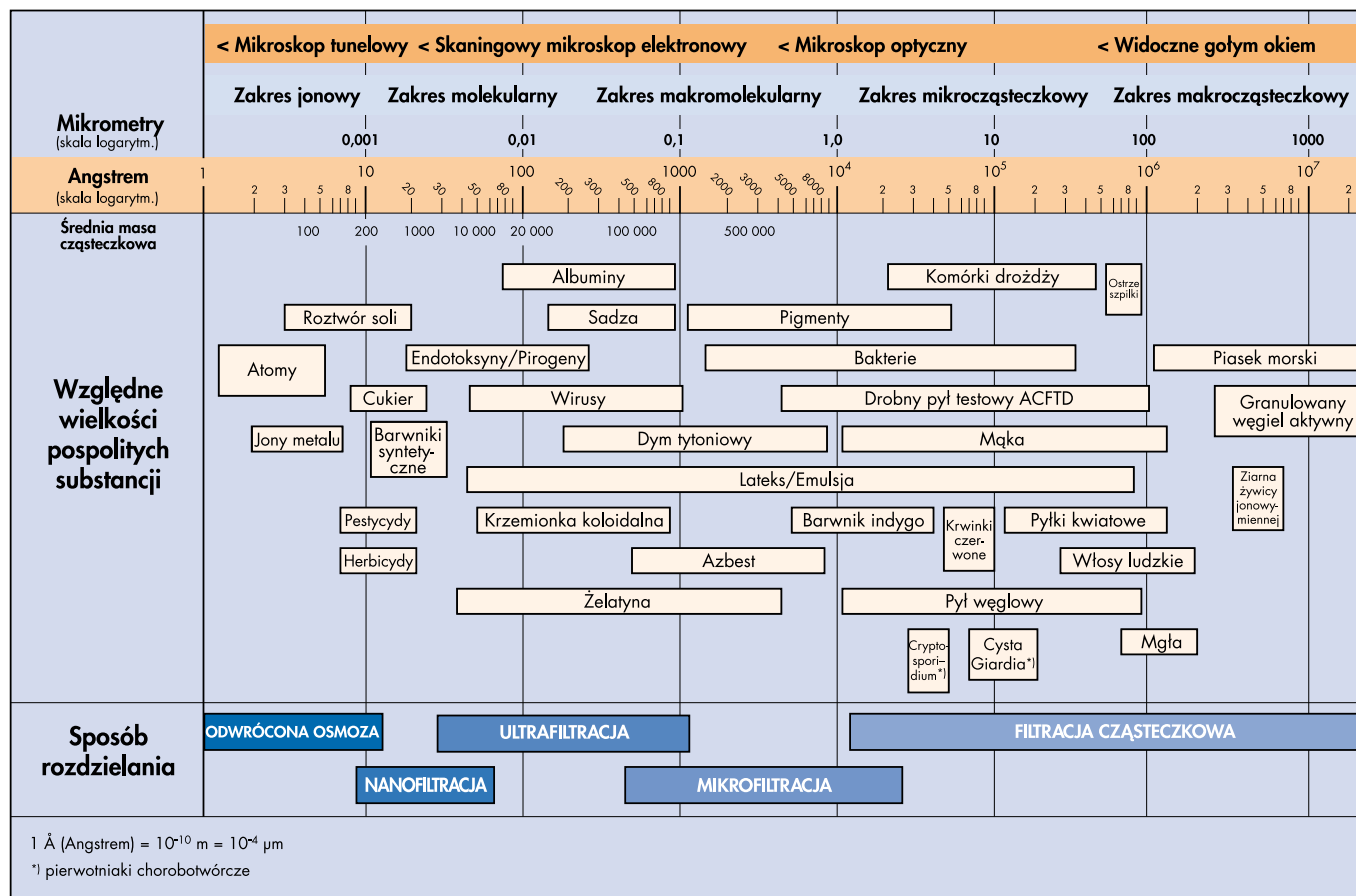 < Mikroskop tunelowy < Skaningowy mikroskop elektronowy < Mikroskop optyczny < Widoczne gołym okiem
Zakres jonowy Zakres molekularny Zakres makromolekularny Zakres mikrocząsteczkowy Zakres makrocząsteczkowy
Mikrometry
(skala logarytm.)
0,001 0,01 0,1 1,0 10 100 1000
Angstrem
(skala logarytm.)
1 10 100 1000 10⁴ 10⁵ 10⁶ 10⁷
2 3 5 8 20 30 50 80 200 300 500 800 2000 3000 5000 8000 2 3 5 8 2 3 5 8 2 3 5 8 2
Średnia masa
cząsteczkowa
100 200 1000 10 000 20 000 100 000 500 000
Względne
wielkości
pospolitych
substancji
Albuminy
Komórki drożdży
Ostrze
szpilki
Roztwór soli
Sadza
Pigmenty
Atomy
Endotoksyny/Pirogeny
Bakterie
Piasek morski
Cukier
Wirusy
Drobny pył testowy ACFTD
Granulowany
węgiel aktywny
Jony metalu
Barwniki
syntety-
czne
Dym tytoniowy
Mąka
Lateks/Emulsja
Ziarna
żywicy
jonowy-
miennej
Pestycydy
Krzemionka koloidalna
Barwnik indygo
Krwinki
czer-
wone
Pyłki kwiatowe
Herbicydy
Azbest
Włosy ludzkie
Żelatyna
Pył węglowy
Crypto-
spori–
dium*)
Cysta
Giardia*)
Mgła
Sposób
rozdzielania
ODWRÓCONA OSMOZA
ULTRAFILTRACJA
FILTRACJA CZĄSTECZKOWA
NANOFILTRACJA
MIKROFILTRACJA
1 Å (Angstrem) = 10⁻¹⁰ m = 10⁻⁴ µm
*) pierwotniaki chorobotwórcze